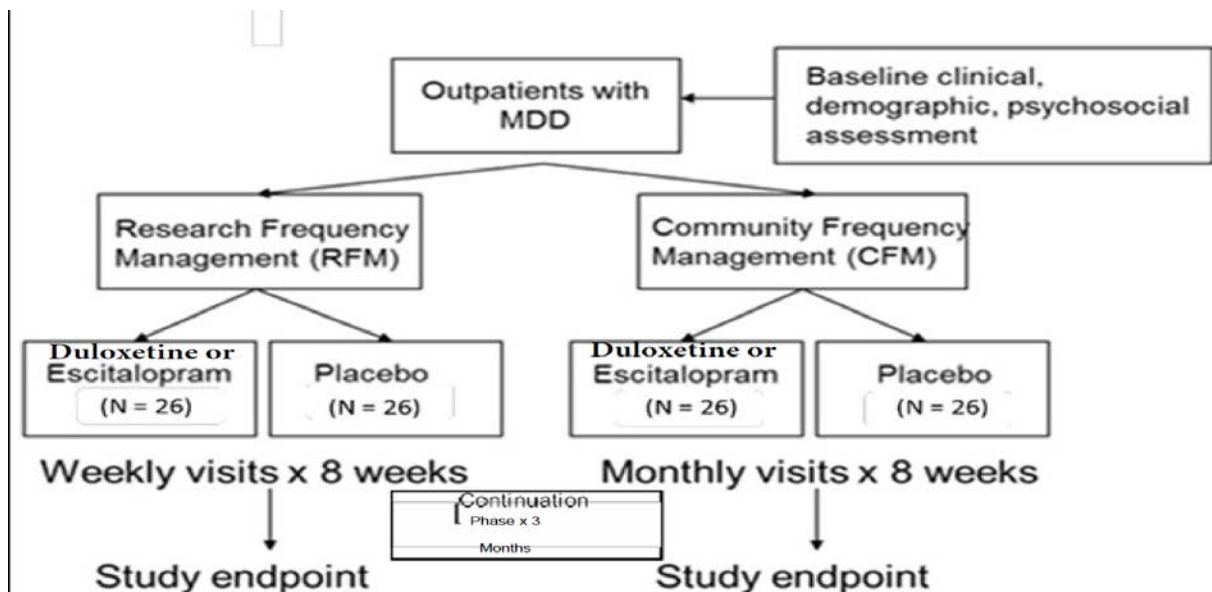 Outpatients with
MDD
Baseline clinical,
demographic, psychosocial
assessment
Research Frequency
Management (RFM)
Community Frequency
Management (CFM)
Duloxetine or
Escitalopram
(N = 26)
Placebo
(N = 26)
Duloxetine or
Escitalopram
(N = 26)
Placebo
(N = 26)
Weekly visits x 8 weeks
Monthly visits x 8 weeks
Continuation
Phase x 3
Months
Study endpoint
Study endpoint